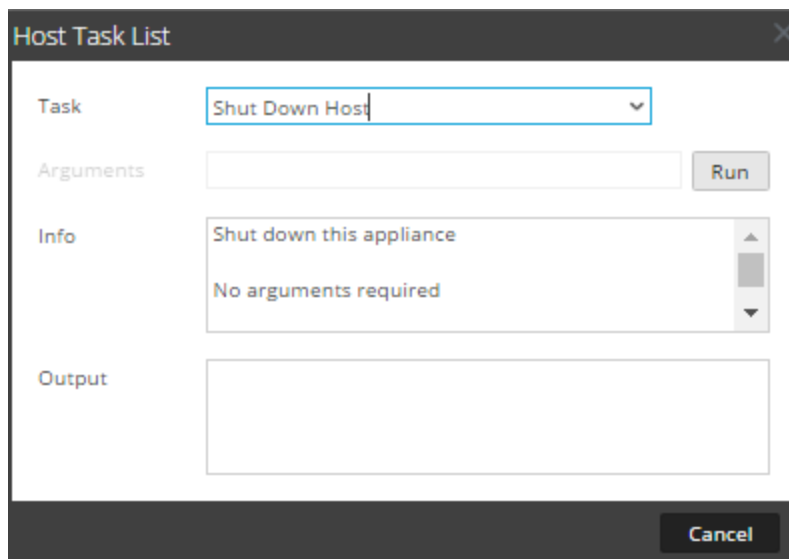 Host Task List
Task
Shut Down Host
Arguments
Run
Info
Shut down this appliance
No arguments required
Output
Cancel